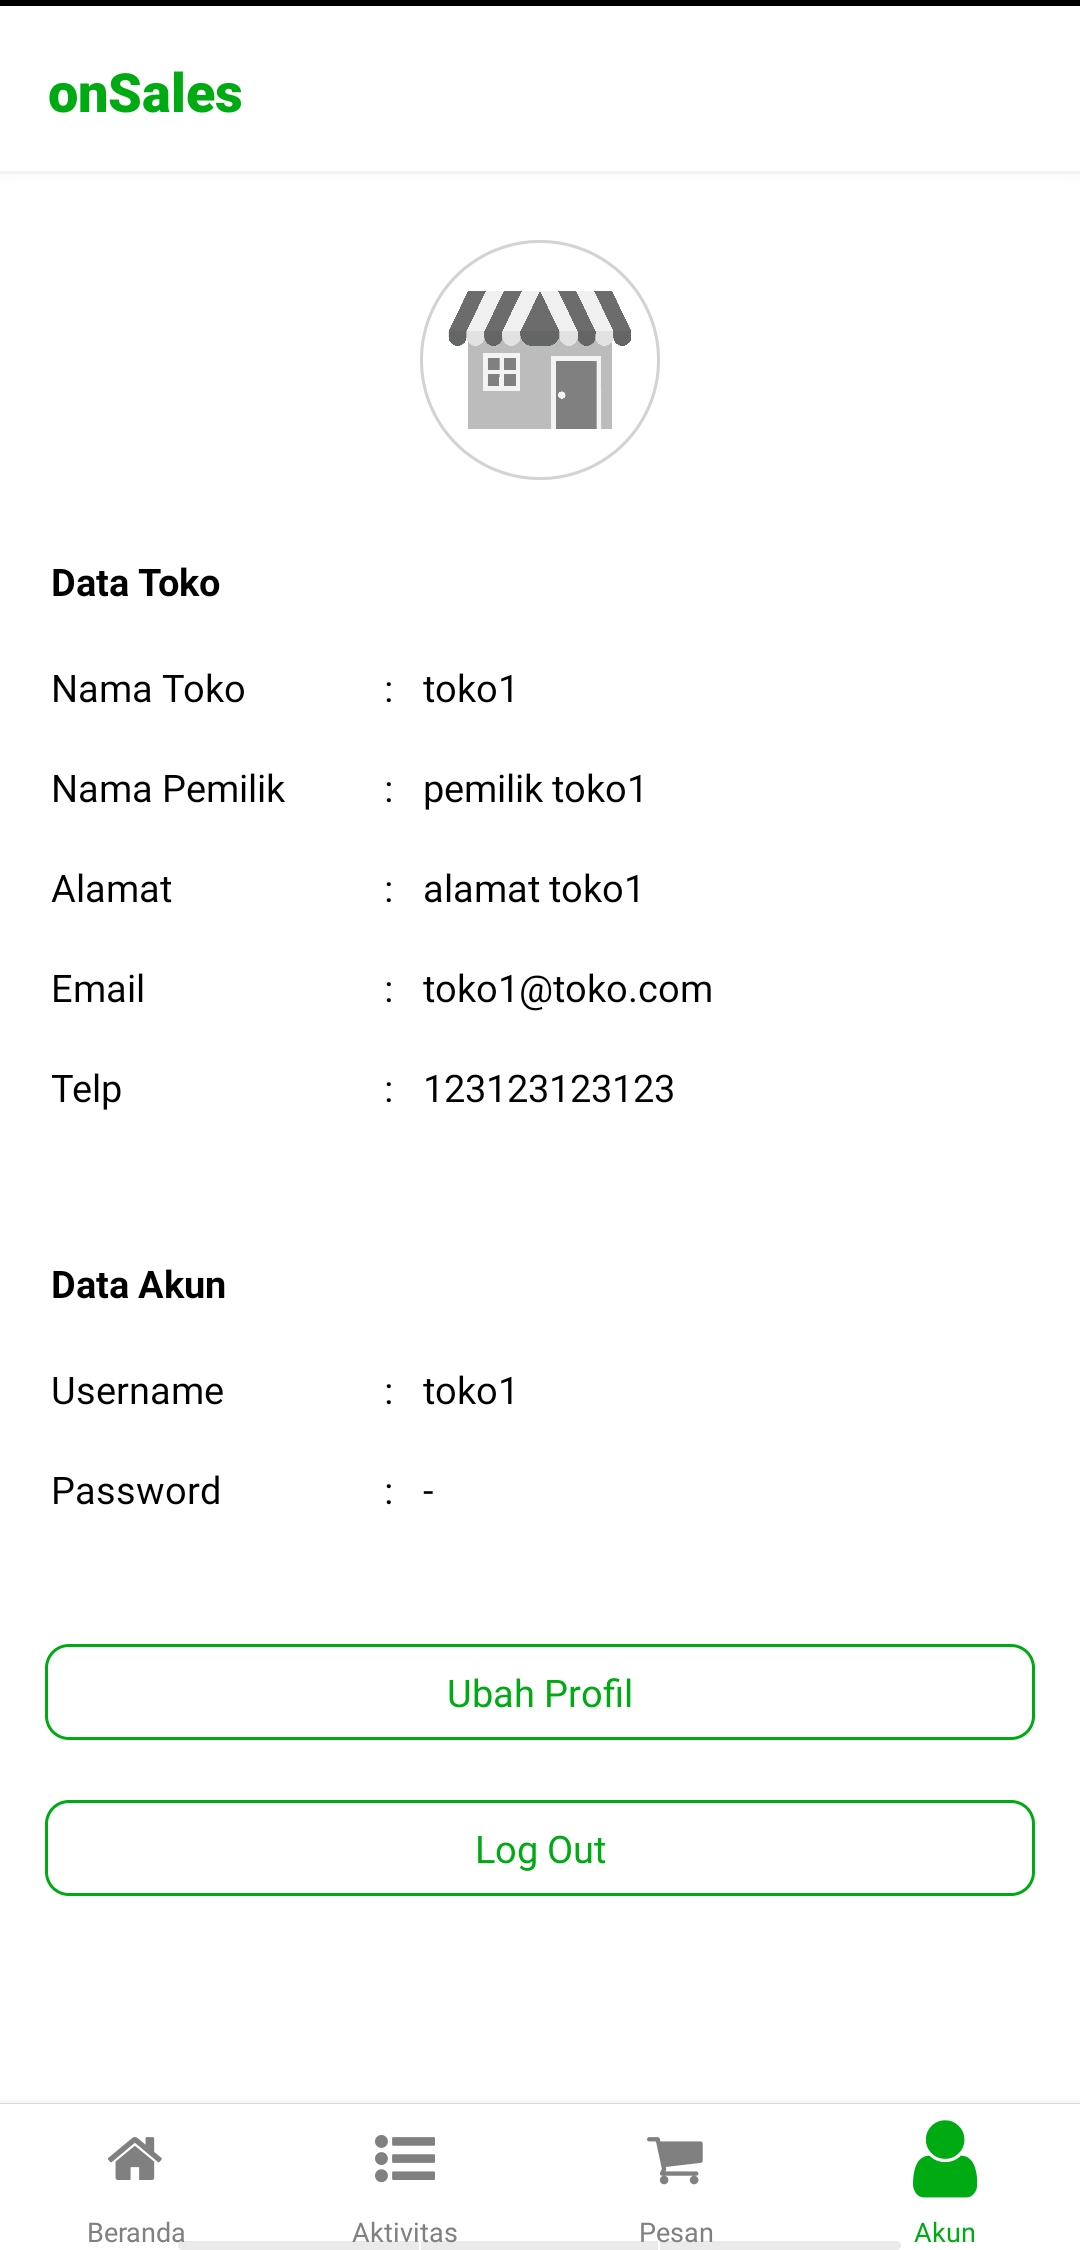 onSales
Data Toko
Nama Toko : toko1
Nama Pemilik : pemilik toko1
Alamat : alamat toko1
Email : toko1@toko.com
Telp : 123123123123
Data Akun
Username : toko1
Password : -
Ubah Profil
Log Out
Beranda Aktivitas Pesan Akun